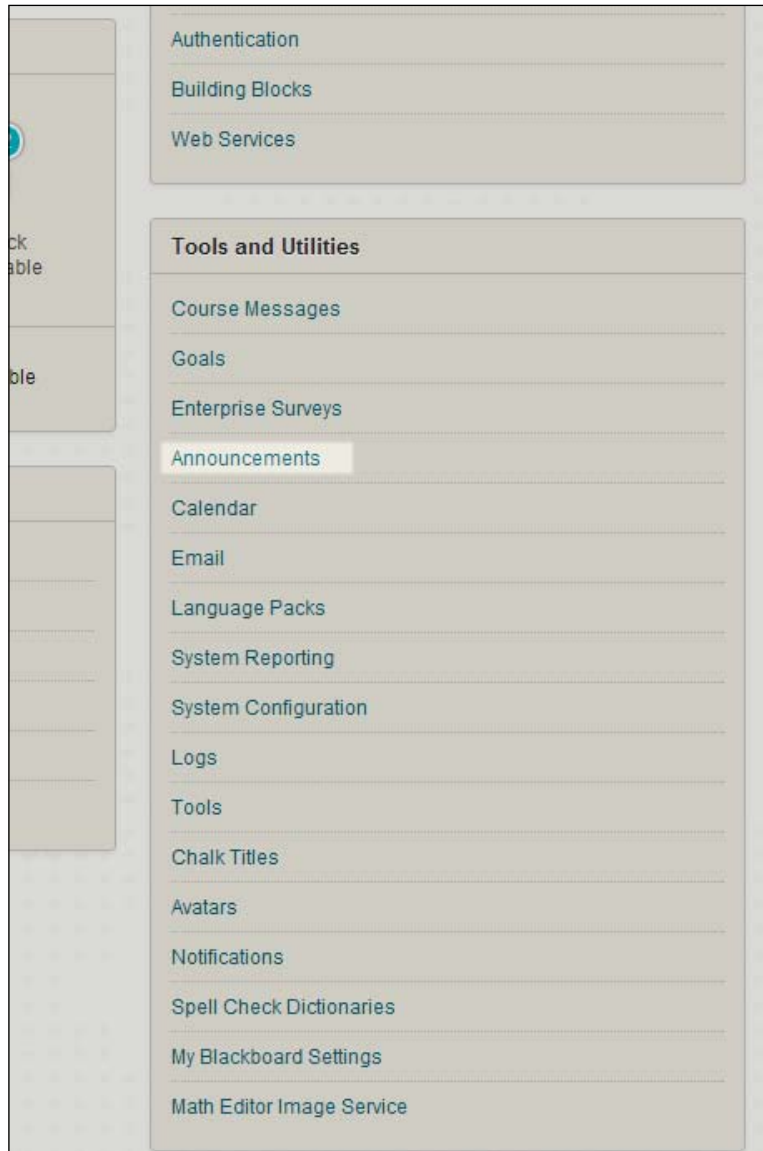 Authentication
Building Blocks
Web Services
ble
Tools and Utilities
Course Messages
Goals
Enterprise Surveys
Announcements
Calendar
Email
Language Packs
System Reporting
System Configuration
Logs
Tools
Chalk Titles
Avatars
Notifications
Spell Check Dictionaries
My Blackboard Settings
Math Editor Image Service